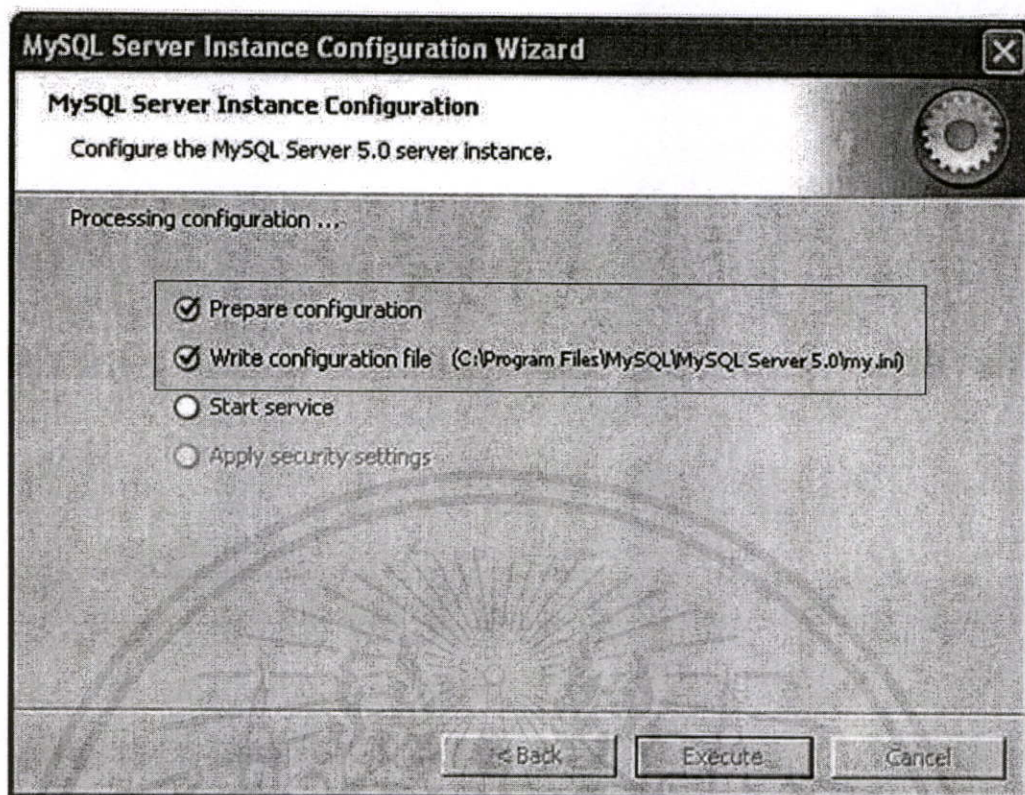 MySQL Server Instance Configuration Wizard
MySQL Server Instance Configuration
Configure the MySQL Server 5.0 server instance.
Processing configuration ...
Prepare configuration
Write configuration file (C:\Program Files\MySQL\MySQL Server 5.0\my.ini)
Start service
Apply security settings
< Back Execute Cancel